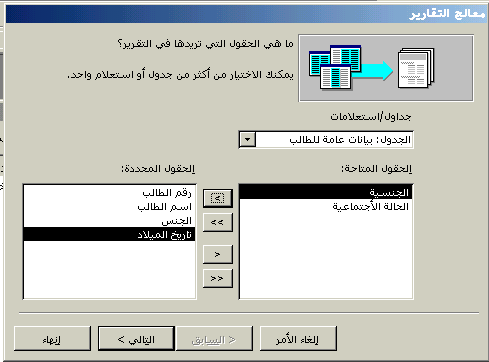 معالج التقارير
ما هي الحقول التي تريدها في التقرير؟
يمكنك الاختيار من أكثر من جدول أو استعلام واحد.
جداول/استعلامات
الجدول: بيانات عامة للطالب
الحقول المتاحة:
الجنسية
الحالة الأجتماعية
>
>>
<
<<
الحقول المحددة:
رقم الطالب
اسم الطالب
الجنس
تاريخ الميلاد
إلغاء الأمر
< السابق
التالي >
إنهاء